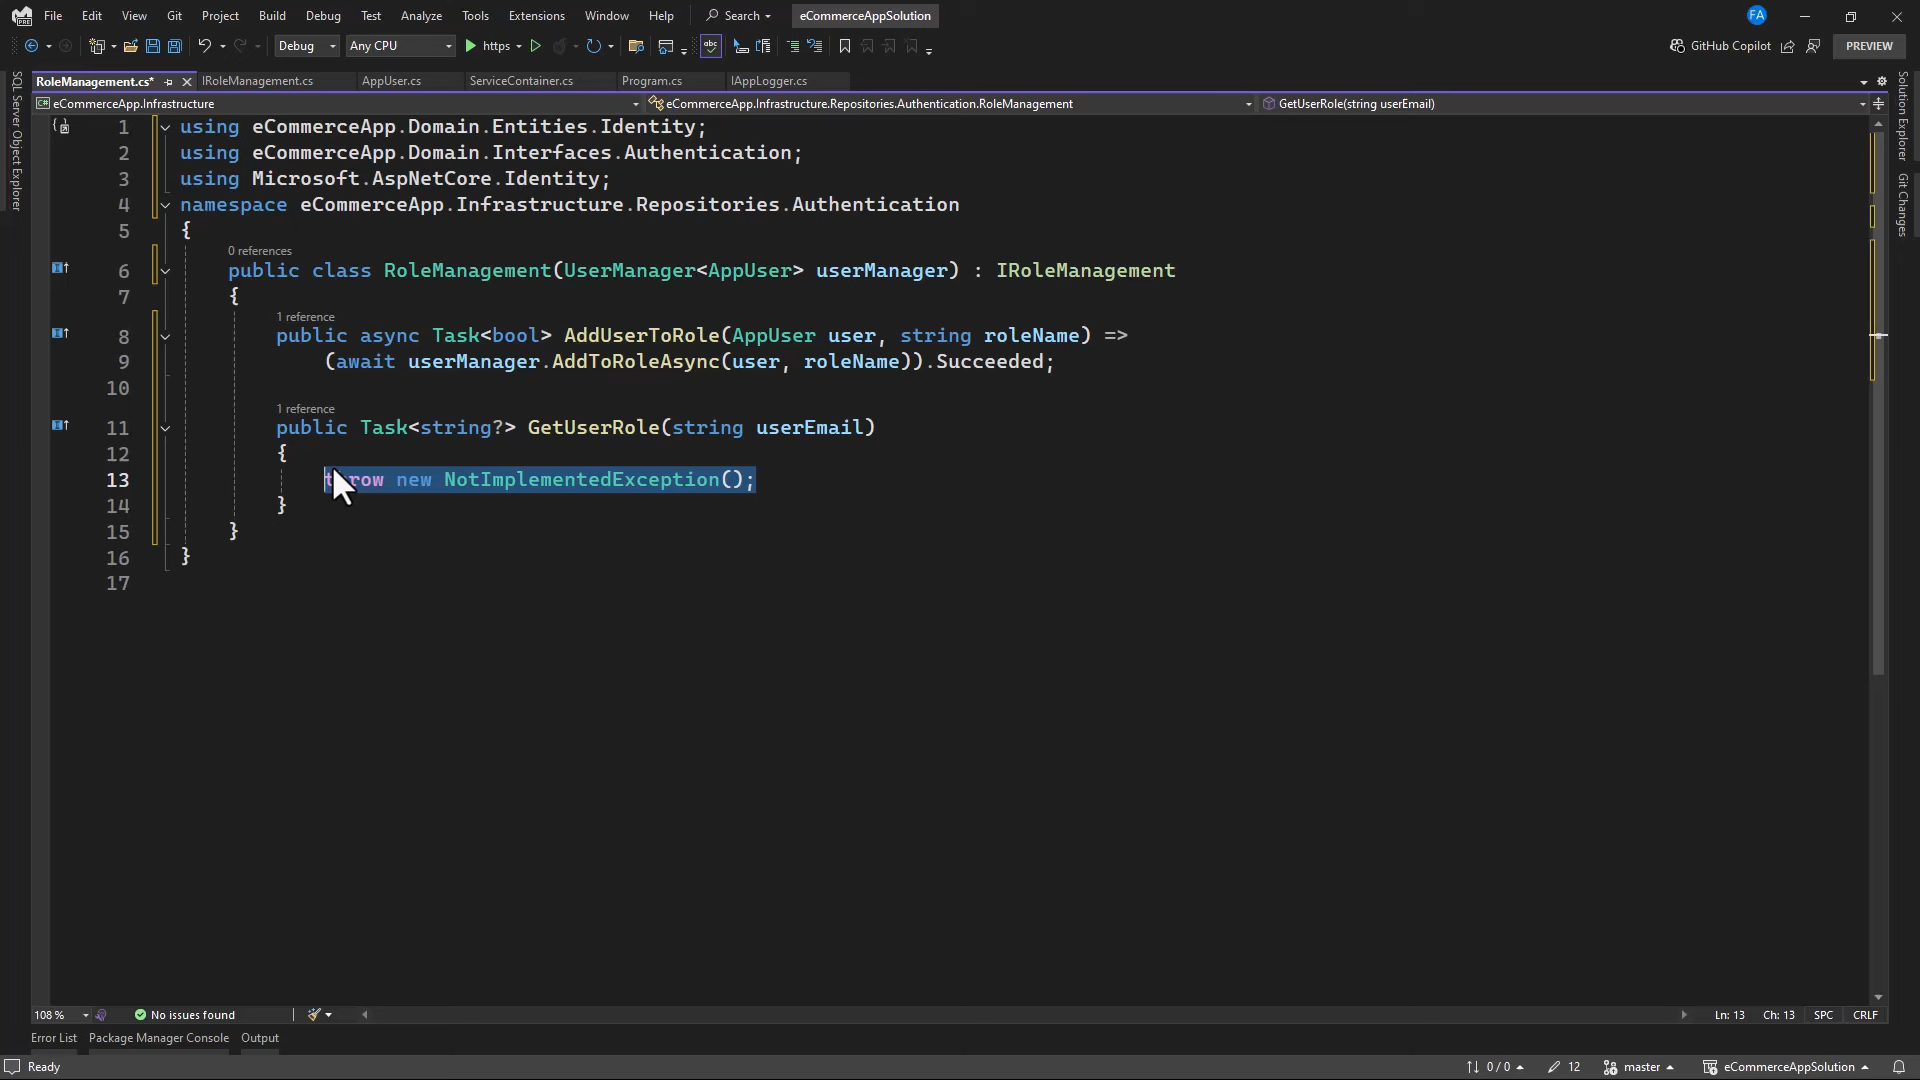 File Edit View Git Project Build Debug Test Analyze Tools Extensions Window Help Search eCommerceAppSolution FA
Debug Any CPU https GitHub Copilot PREVIEW
RoleManagement.cs* IRoleManagement.cs AppUser.cs ServiceContainer.cs Program.cs IAppLogger.cs
eCommerceApp.Infrastructure eCommerceApp.Infrastructure.Repositories.Authentication.RoleManagement GetUserRole(string userEmail)
SQL Server Object Explorer
Solution Explorer
Git Changes
1 using eCommerceApp.Domain.Entities.Identity;
2 using eCommerceApp.Domain.Interfaces.Authentication;
3 using Microsoft.AspNetCore.Identity;
4 namespace eCommerceApp.Infrastructure.Repositories.Authentication
5 {
0 references
6 public class RoleManagement(UserManager<AppUser> userManager) : IRoleManagement
7 {
1 reference
8 public async Task<bool> AddUserToRole(AppUser user, string roleName) =>
9 (await userManager.AddToRoleAsync(user, roleName)).Succeeded;
10
1 reference
11 public Task<string?> GetUserRole(string userEmail)
12 {
13 throw new NotImplementedException();
14 }
15 }
16 }
17
108 % No issues found Ln: 13 Ch: 13 SPC CRLF
Error List Package Manager Console Output
Ready 0 / 0 12 master eCommerceAppSolution